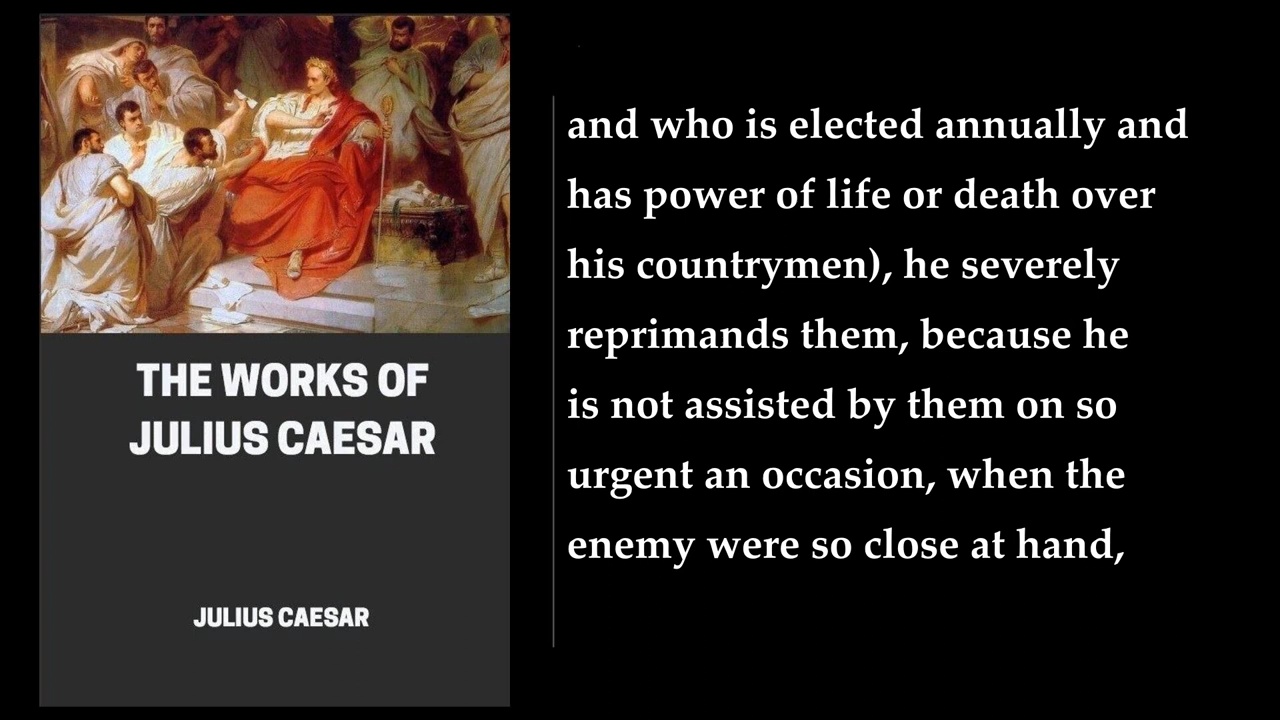 THE WORKS OF
JULIUS CAESAR
JULIUS CAESAR
and who is elected annually and
has power of life or death over
his countrymen), he severely
reprimands them, because he
is not assisted by them on so
urgent an occasion, when the
enemy were so close at hand,